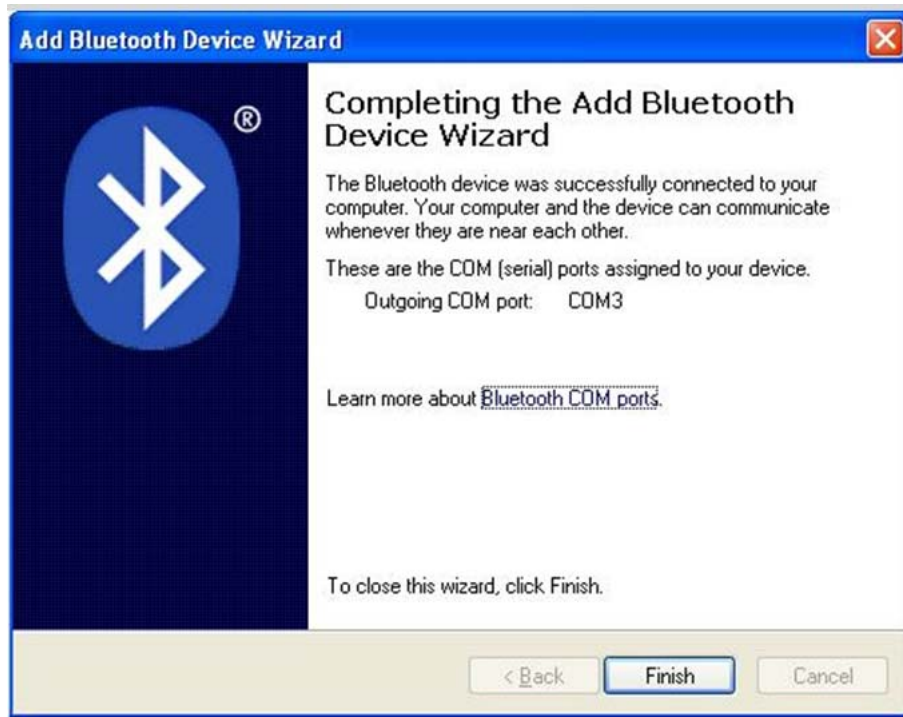 Add Bluetooth Device Wizard
®
Completing the Add Bluetooth
Device Wizard
The Bluetooth device was successfully connected to your
computer. Your computer and the device can communicate
whenever they are near each other.
These are the COM (serial) ports assigned to your device.
Outgoing COM port: COM3
Learn more about Bluetooth COM ports.
To close this wizard, click Finish.
< Back Finish Cancel